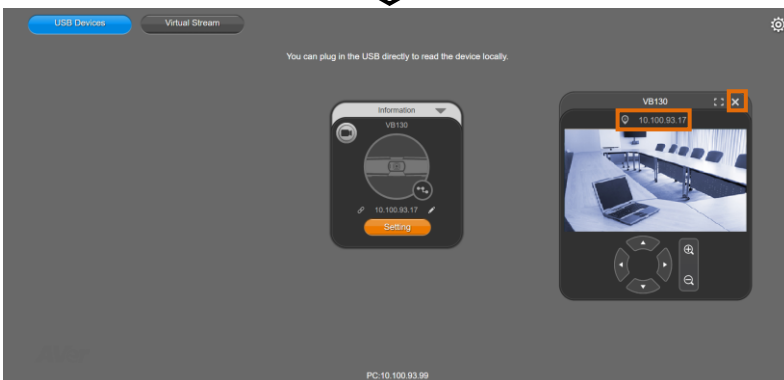 USB Devices
Virtual Stream
You can plug in the USB directly to read the device locally.
Information
VB130
10.100.93.17
Setting
VB130
10.100.93.17
PC:10.100.93.99